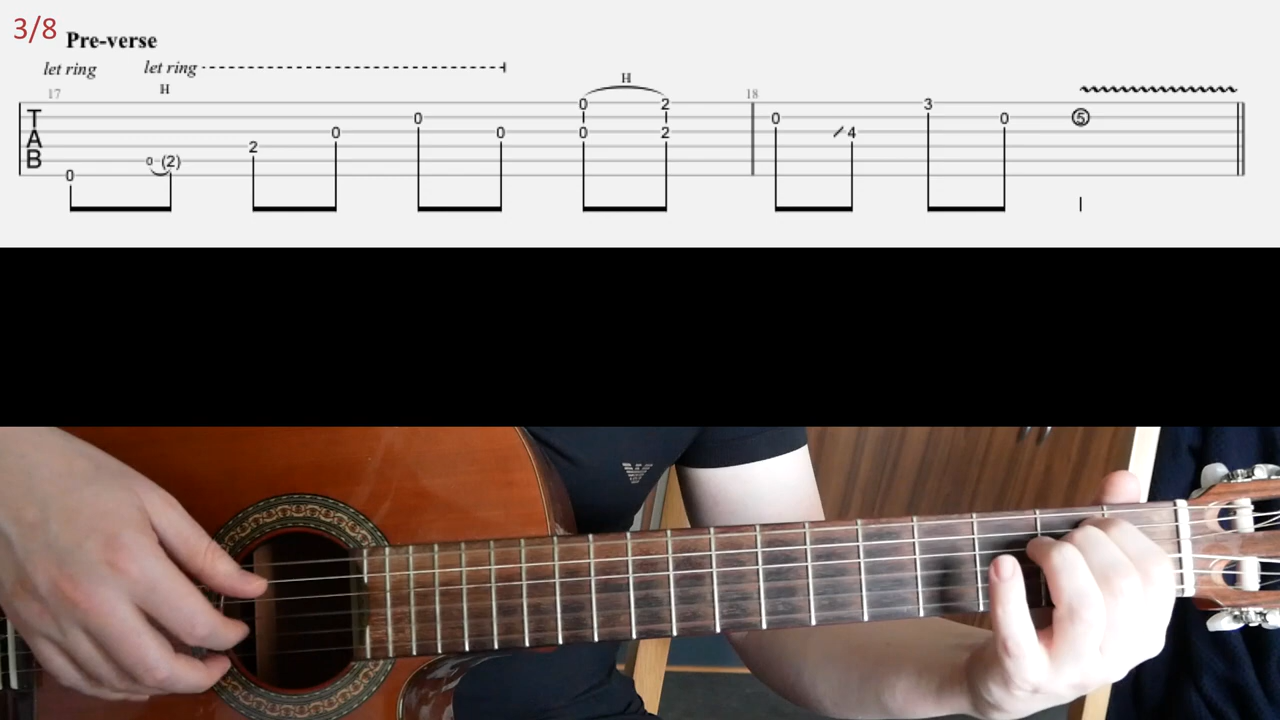 3/8
Pre-verse
let ring let ring
17 H H 18
T
A
B
0 0 (2) 2 0 0 0 0 0 2 2 0 4 3 0 5